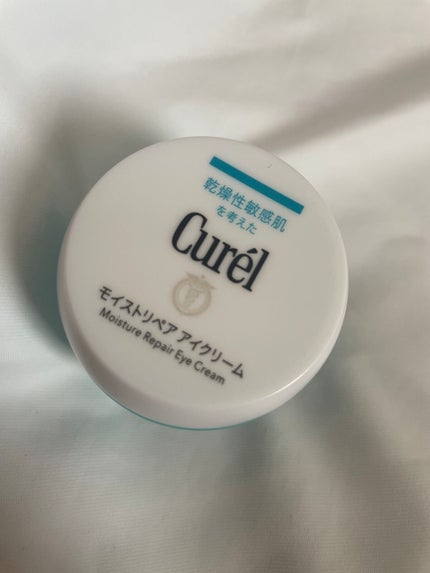 乾燥性敏感肌
を考えた
Curél
モイストリペア アイクリーム
Moisture Repair Eye Cream